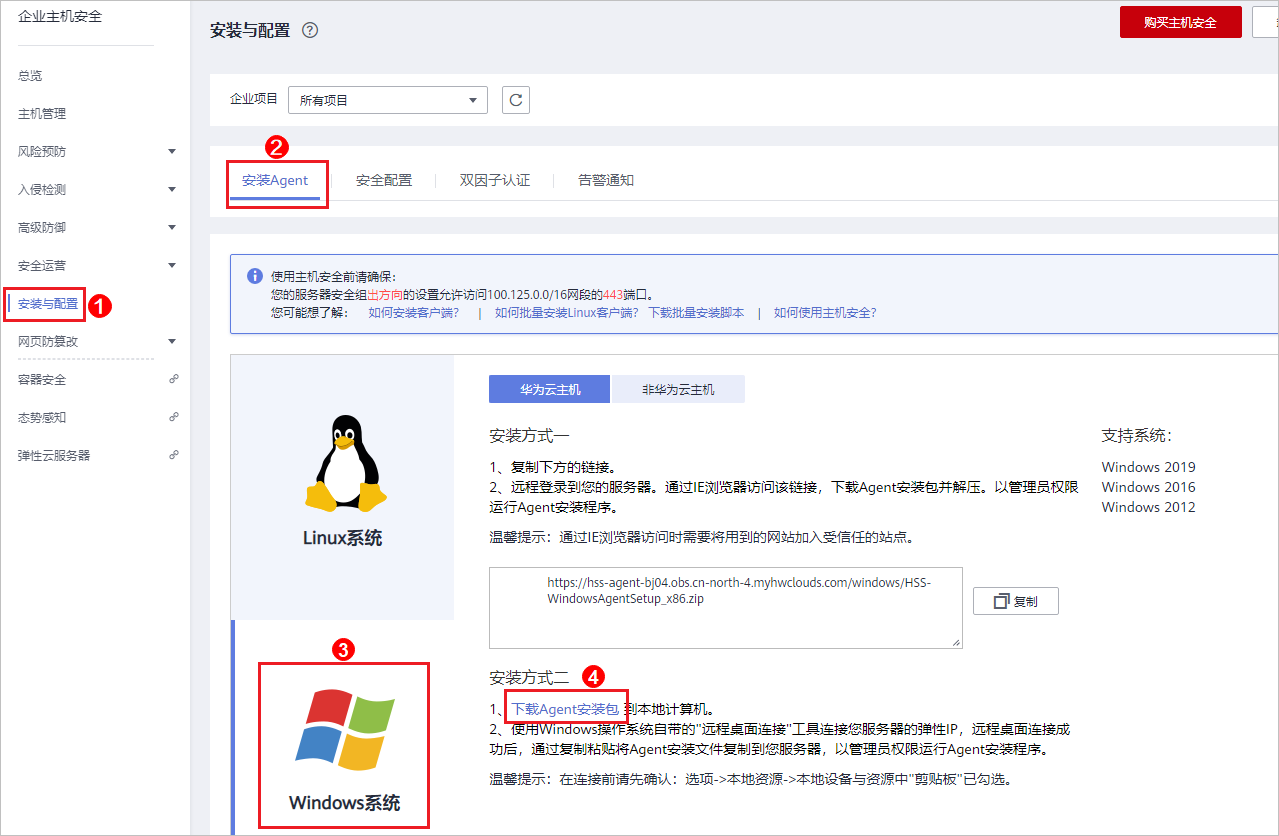 企业主机安全
总览
主机管理
风险预防
入侵检测
高级防御
安全运营
安装与配置
1
网页防篡改
容器安全
态势感知
弹性云服务器
安装与配置 ?
购买主机安全
企业项目 所有项目
2
安装Agent 安全配置 双因子认证 告警通知
使用主机安全前请确保：
您的服务器安全组出方向的设置允许访问100.125.0.0/16网段的443端口。
您可能想了解： 如何安装客户端？ | 如何批量安装Linux客户端？ 下载批量安装脚本 | 如何使用主机安全？
Linux系统
3
Windows系统
华为云主机 非华为云主机
安装方式一
1、复制下方的链接。
2、远程登录到您的服务器。通过IE浏览器访问该链接，下载Agent安装包并解压。以管理员权限
运行Agent安装程序。
温馨提示：通过IE浏览器访问时需要将用到的网站加入受信任的站点。
https://hss-agent-bj04.obs.cn-north-4.myhwclouds.com/windows/HSS-
WindowsAgentSetup_x86.zip
复制
安装方式二 4
1、下载Agent安装包 到本地计算机。
2、使用Windows操作系统自带的"远程桌面连接"工具连接您服务器的弹性IP，远程桌面连接成
功后，通过复制粘贴将Agent安装文件复制到您服务器，以管理员权限运行Agent安装程序。
温馨提示：在连接前请先确认：选项->本地资源->本地设备与资源中"剪贴板"已勾选。
支持系统：
Windows 2019
Windows 2016
Windows 2012